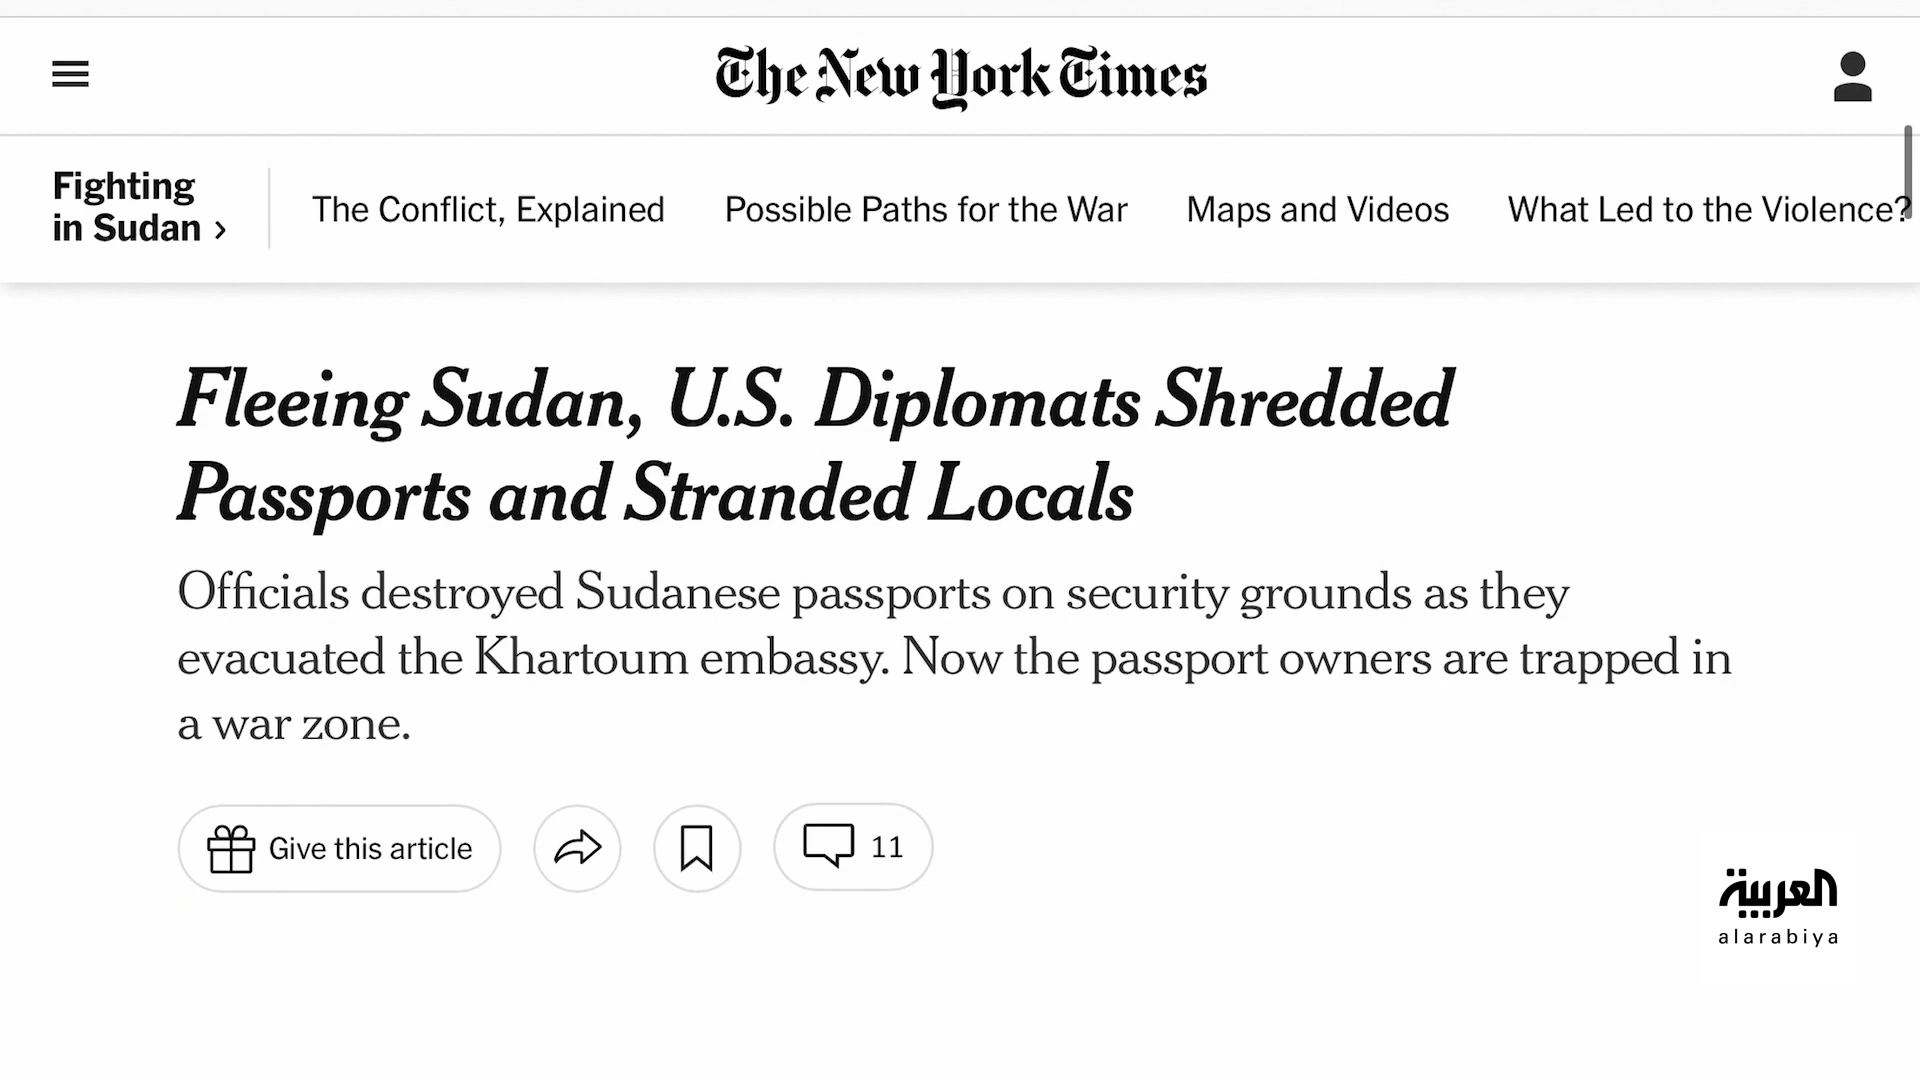 The New York Times
Fighting
in Sudan ›
The Conflict, Explained
Possible Paths for the War
Maps and Videos
What Led to the Violence?
Fleeing Sudan, U.S. Diplomats Shredded
Passports and Stranded Locals
Officials destroyed Sudanese passports on security grounds as they
evacuated the Khartoum embassy. Now the passport owners are trapped in
a war zone.
Give this article
11
العربية
alarabiya